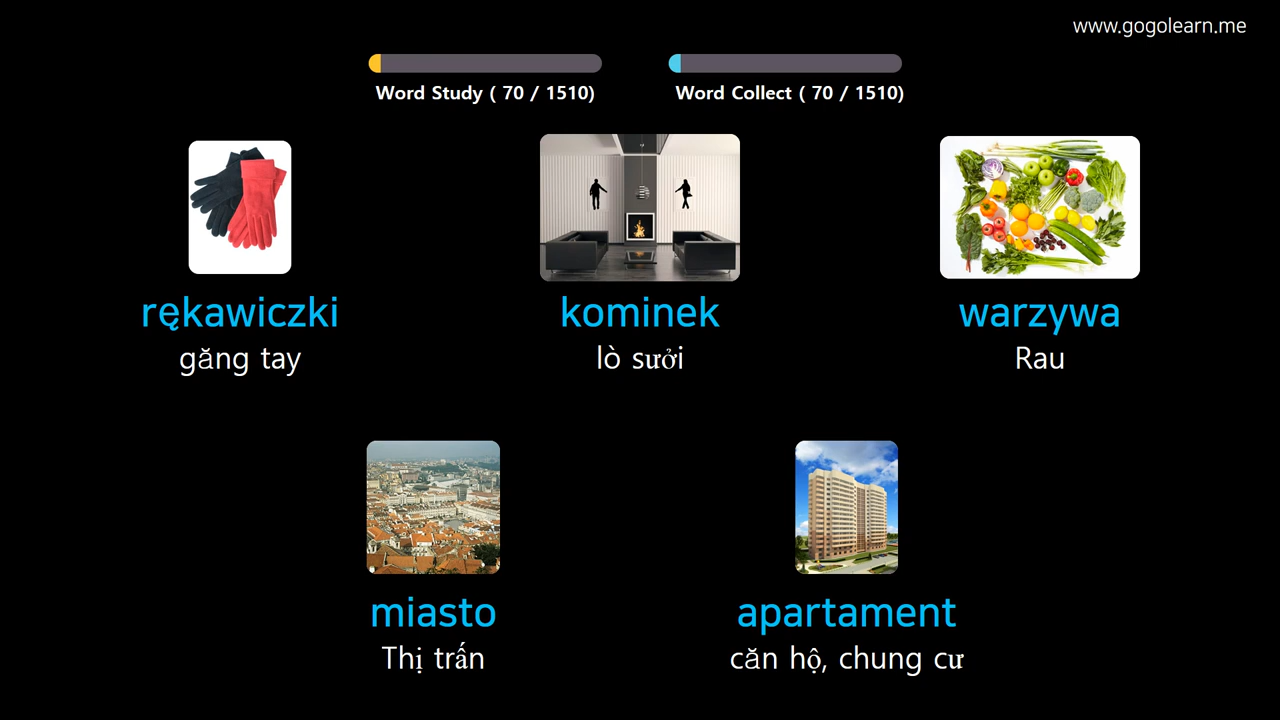 www.gogolearn.me
Word Study ( 70 / 1510)
Word Collect ( 70 / 1510)
rękawiczki
găng tay
kominek
lò sưởi
warzywa
Rau
miasto
Thị trấn
apartament
căn hộ, chung cư